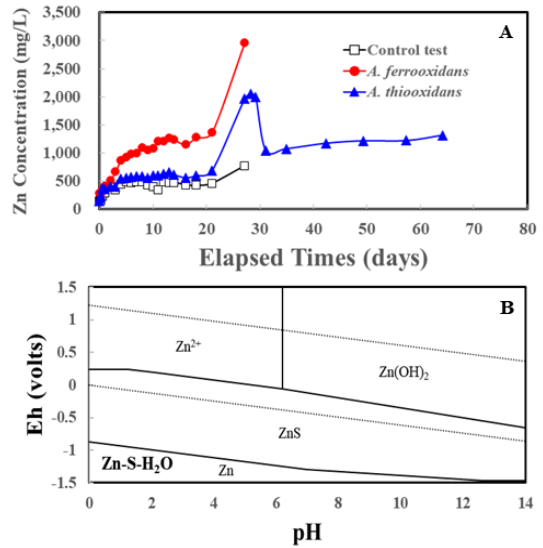 A
Zn Concentration (mg/L)
3,500
3,000
2,500
2,000
1,500
1,000
500
0
Control test
A. ferrooxidans
A. thiooxidans
0 10 20 30 40 50 60 70 80
Elapsed Times (days)
B
Eh (volts)
1.5
1
0.5
0
-0.5
-1
-1.5
Zn2+
Zn(OH)2
ZnS
Zn-S-H2O
Zn
0 2 4 6 8 10 12 14
pH